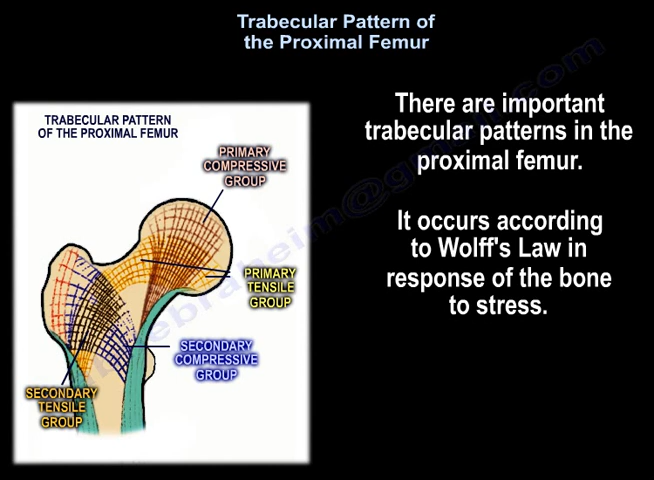 Trabecular Pattern of
the Proximal Femur
TRABECULAR PATTERN
OF THE PROXIMAL FEMUR
PRIMARY
COMPRESSIVE
GROUP
PRIMARY
TENSILE
GROUP
SECONDARY
COMPRESSIVE
GROUP
SECONDARY
TENSILE
GROUP
There are important
trabecular patterns in the
proximal femur.
It occurs according
to Wolff's Law in
response of the bone
to stress.